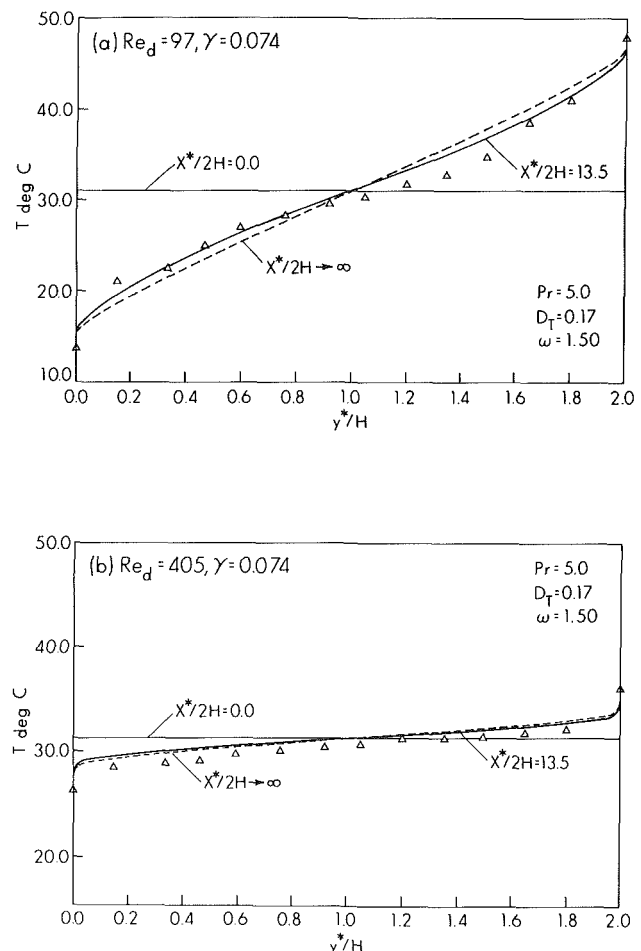 50.0
(a) Re_d=97, γ=0.074
40.0
T deg C
X*/2H=0.0
X*/2H=13.5
30.0
X*/2H→∞
20.0
Pr=5.0
D_T=0.17
ω=1.50
10.0
0.0 0.2 0.4 0.6 0.8 1.0 1.2 1.4 1.6 1.8 2.0
y*/H
50.0
(b) Re_d=405, γ=0.074
Pr=5.0
D_T=0.17
ω=1.50
40.0
T deg C
X*/2H=0.0
30.0
X*/2H→∞
X*/2H=13.5
20.0
0.0 0.2 0.4 0.6 0.8 1.0 1.2 1.4 1.6 1.8 2.0
y*/H